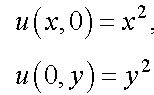 u(x,0) = x²,
u(0,y) = y²